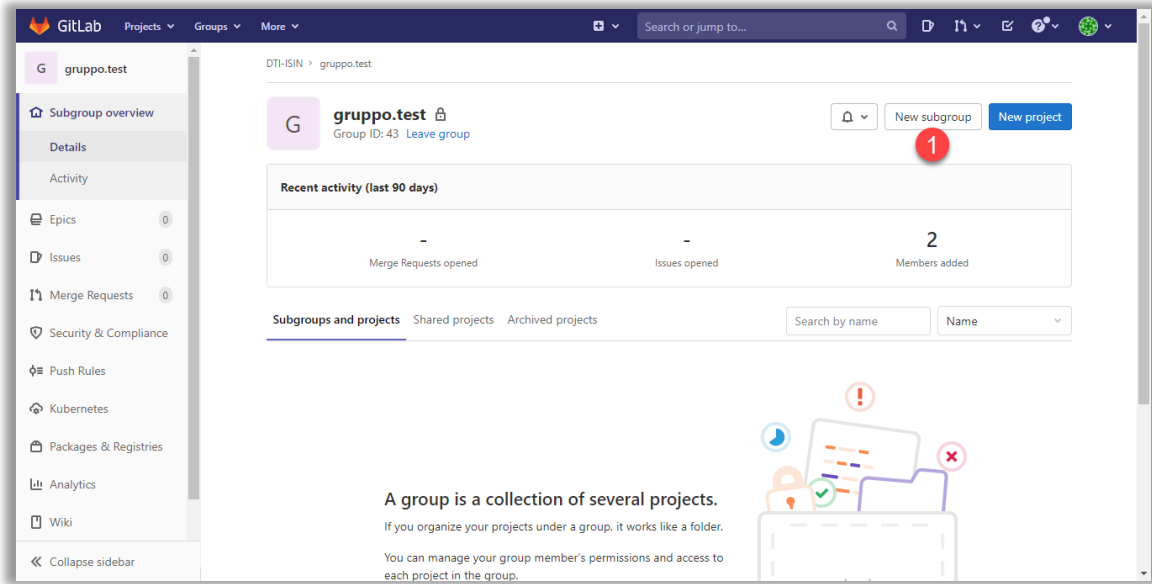 GitLab Projects Groups More Search or jump to...
G gruppo.test
Subgroup overview
Details
Activity
Epics 0
Issues 0
Merge Requests 0
Security & Compliance
Push Rules
Kubernetes
Packages & Registries
Analytics
Wiki
Collapse sidebar
DTI-ISIN > gruppo.test
G
gruppo.test
Group ID: 43 Leave group
New subgroup New project
1
Recent activity (last 90 days)
- - 2
Merge Requests opened Issues opened Members added
Subgroups and projects Shared projects Archived projects Search by name Name
A group is a collection of several projects.
If you organize your projects under a group, it works like a folder.
You can manage your group member's permissions and access to
each project in the group.